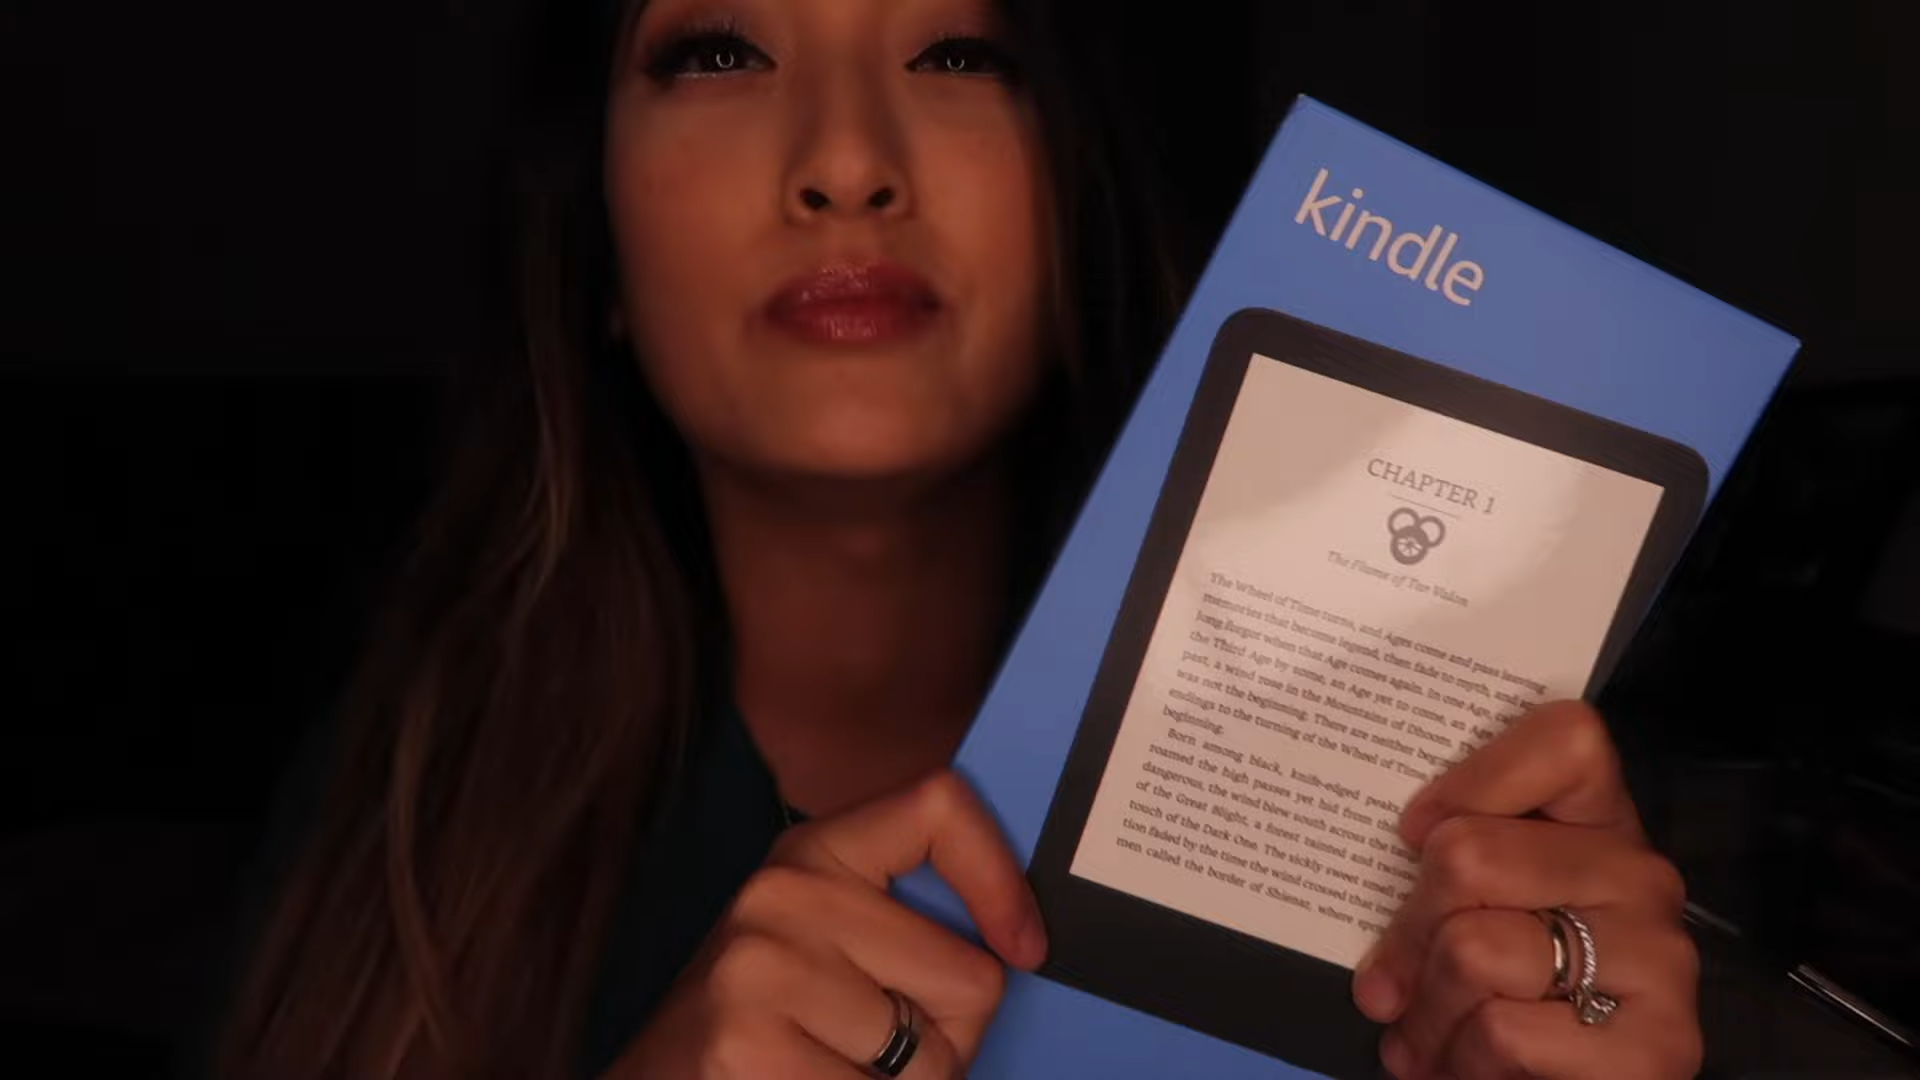 kindle
CHAPTER 1
The Flame of Tar Valon
The Wheel of Time turns, and Ages come and pass leaving
memories that become legend, then fade to myth, and are
long forgot when that Age comes again. In one Age,
the Third Age by some, an Age yet to come, an Age
past, a wind rose in the Mountains of Dhoom.
was not the beginning. There are neither
endings to the turning of the Wheel of Time.
beginning.
Born among black, knife-edged peaks,
roamed the high passes yet hid from
dangerous, the wind blew south across the
of the Great Blight, a forest tainted and
touch of the Dark One. The sickly sweet smell of
tion faded by the time the wind crossed that
men called the border of Shienar, where